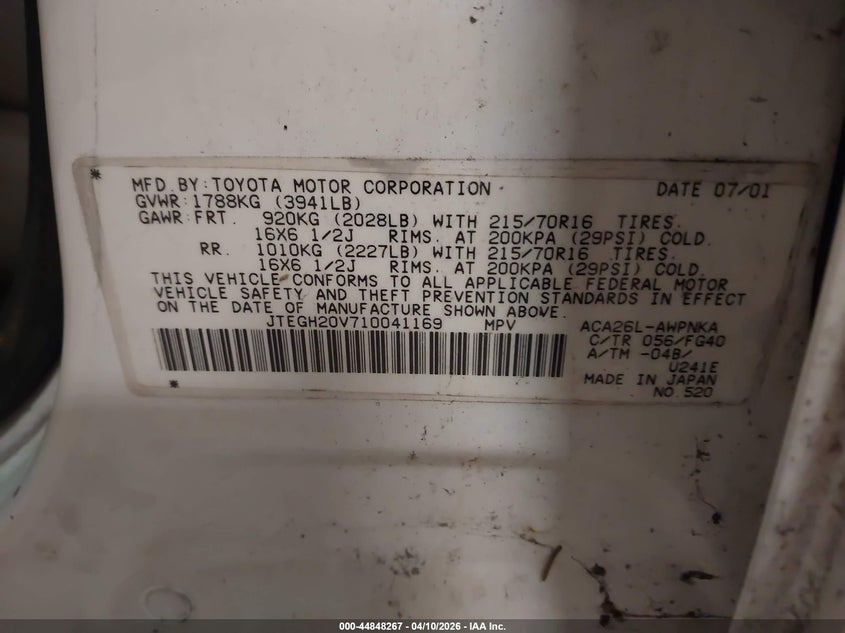 * MFD.BY:TOYOTA MOTOR CORPORATION DATE 07/01
GVWR:1788KG (3941LB)
GAWR:FRT. 920KG (2028LB) WITH 215/70R16 TIRES.
16X6 1/2J RIMS. AT 200KPA (29PSI) COLD.
RR. 1010KG (2227LB) WITH 215/70R16 TIRES.
16X6 1/2J RIMS. AT 200KPA (29PSI) COLD.
THIS VEHICLE CONFORMS TO ALL APPLICABLE FEDERAL MOTOR
VEHICLE SAFETY AND THEFT PREVENTION STANDARDS IN EFFECT
ON THE DATE OF MANUFACTURE SHOWN ABOVE.
JTEGH20V710041169 MPV ACA26L-AWPNKA
C/TR 056/FG40
A/TM -04B/
U241E
MADE IN JAPAN
* NO.520
000-44848267 - 04/10/2026 - IAA Inc.